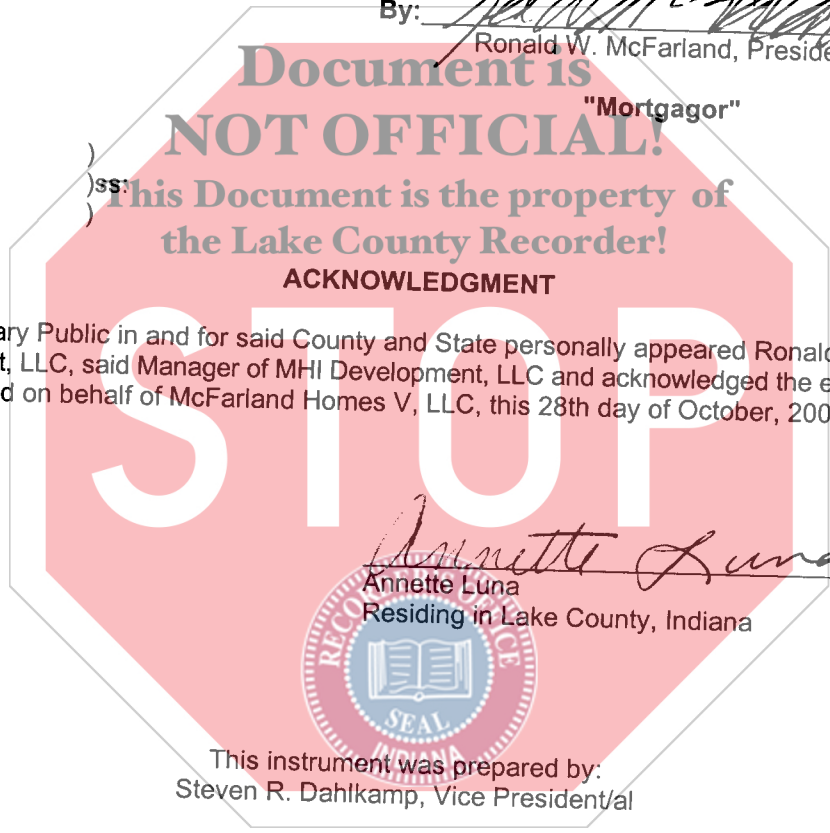 By:
Ronald W. McFarland, Preside
"Mortgagor"
Document is
NOT OFFICIAL!
)
)ss:
)
This Document is the property of
the Lake County Recorder!
ACKNOWLEDGMENT
STOP
ary Public in and for said County and State personally appeared Ronald
t, LLC, said Manager of MHI Development, LLC and acknowledged the e
d on behalf of McFarland Homes V, LLC, this 28th day of October, 200
Annette Luna
Annette Luna
Residing in Lake County, Indiana
RECORDER'S OFFICE
SEAL
INDIANA
This instrument was prepared by:
Steven R. Dahlkamp, Vice President/al